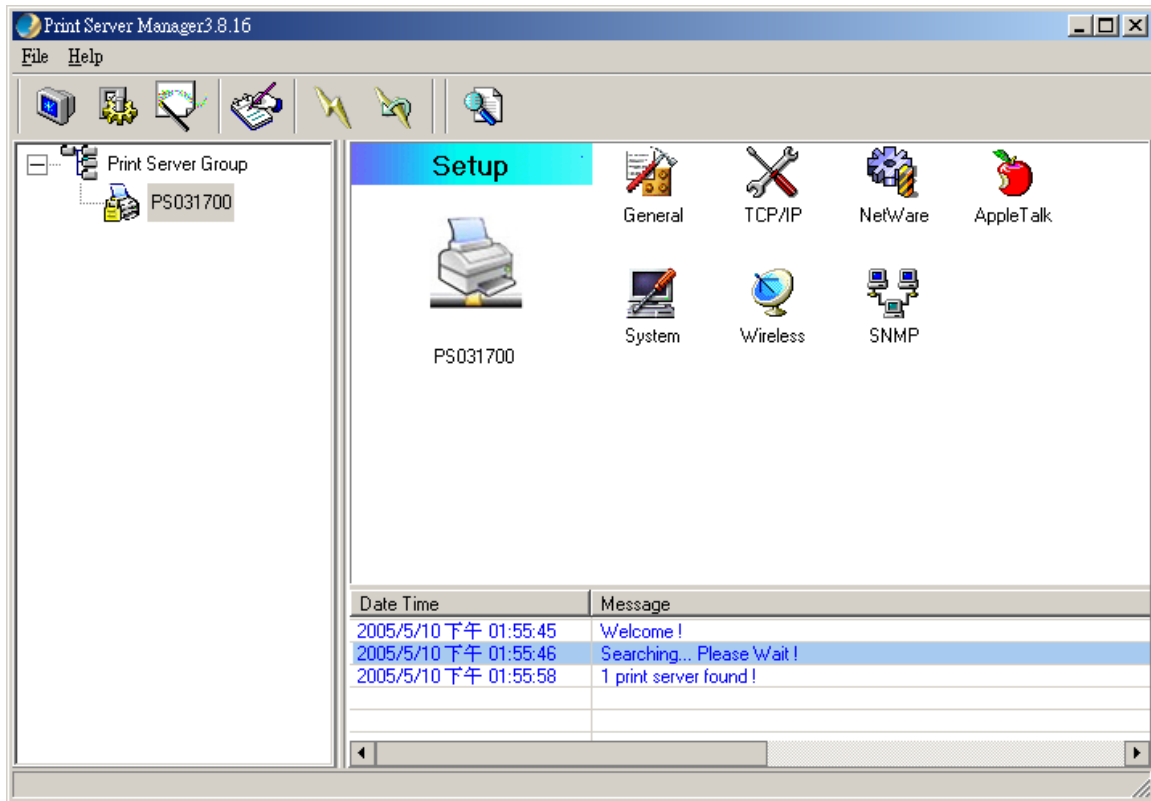 Print Server Manager3.8.16
File Help
Print Server Group
PS031700
Setup
PS031700
General
TCP/IP
NetWare
AppleTalk
System
Wireless
SNMP
Date Time Message
2005/5/10 下午 01:55:45 Welcome !
2005/5/10 下午 01:55:46 Searching... Please Wait !
2005/5/10 下午 01:55:58 1 print server found !